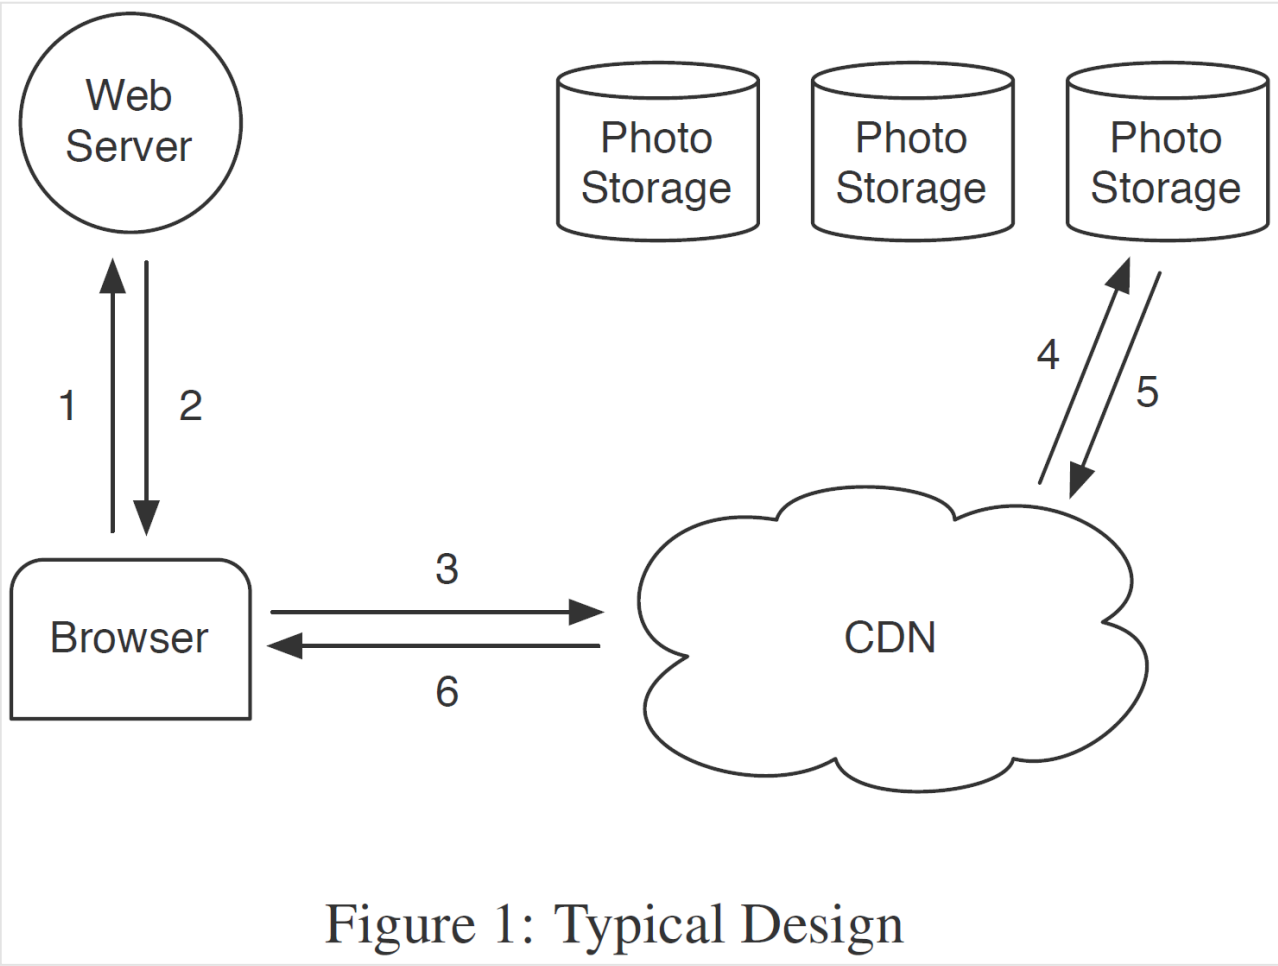 Web
Server
Photo
Storage
Photo
Storage
Photo
Storage
1
2
4
5
3
Browser
CDN
6
Figure 1: Typical Design